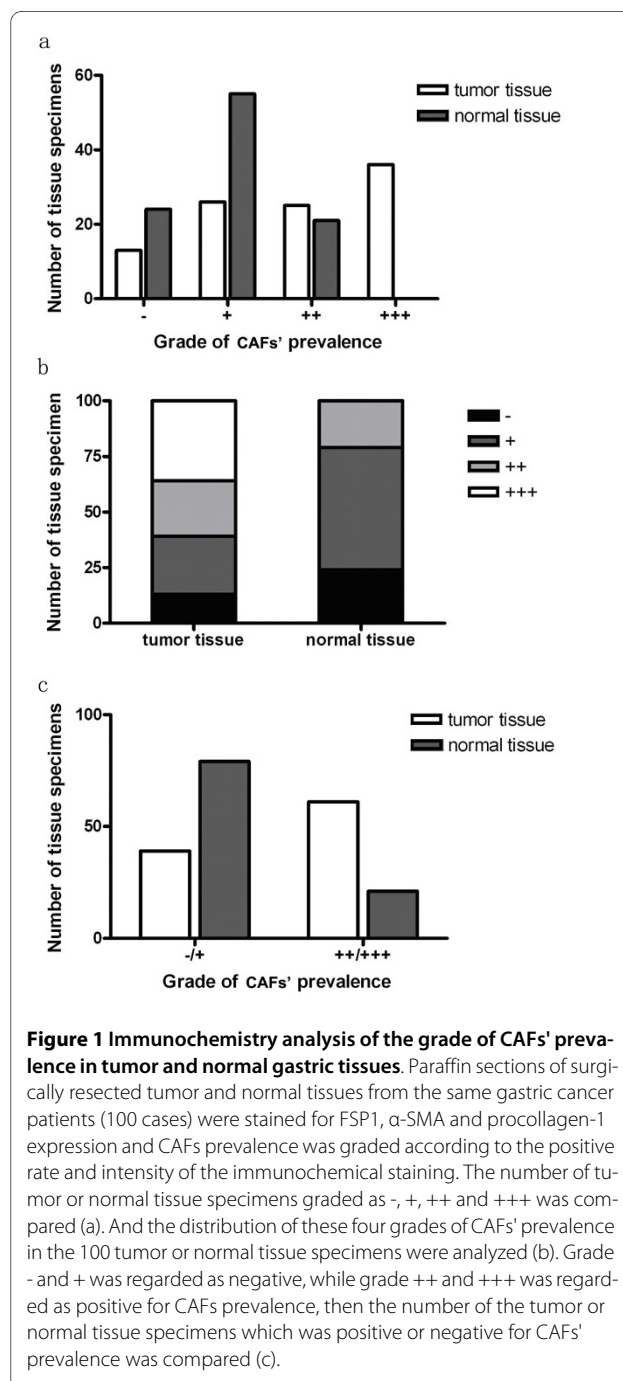 a
60
40
20
0
Number of tissue specimens
tumor tissue
normal tissue
- + ++ +++
Grade of CAFs' prevalence
b
100
75
50
25
0
Number of tissue specimen
-
+
++
+++
tumor tissue normal tissue
c
100
50
0
Number of tissue specimens
tumor tissue
normal tissue
-/+ ++/+++
Grade of CAFs' prevalence
Figure 1 Immunochemistry analysis of the grade of CAFs' preva-
lence in tumor and normal gastric tissues. Paraffin sections of surgi-
cally resected tumor and normal tissues from the same gastric cancer
patients (100 cases) were stained for FSP1, α-SMA and procollagen-1
expression and CAFs prevalence was graded according to the positive
rate and intensity of the immunochemical staining. The number of tu-
mor or normal tissue specimens graded as -, +, ++ and +++ was com-
pared (a). And the distribution of these four grades of CAFs' prevalence
in the 100 tumor or normal tissue specimens were analyzed (b). Grade
- and + was regarded as negative, while grade ++ and +++ was regard-
ed as positive for CAFs prevalence, then the number of the tumor or
normal tissue specimens which was positive or negative for CAFs'
prevalence was compared (c).